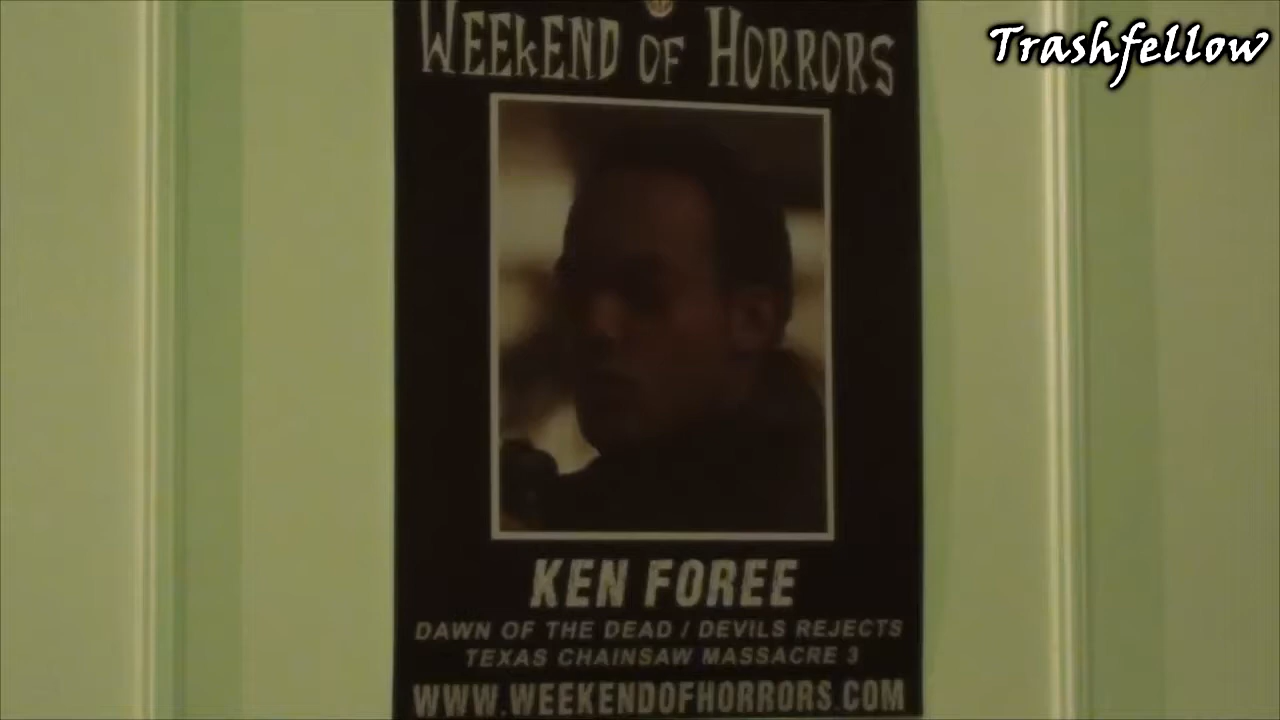 Trashfellow
WEEKEND OF HORRORS
KEN FOREE
DAWN OF THE DEAD / DEVILS REJECTS
TEXAS CHAINSAW MASSACRE 3
WWW.WEEKENDOFHORRORS.COM